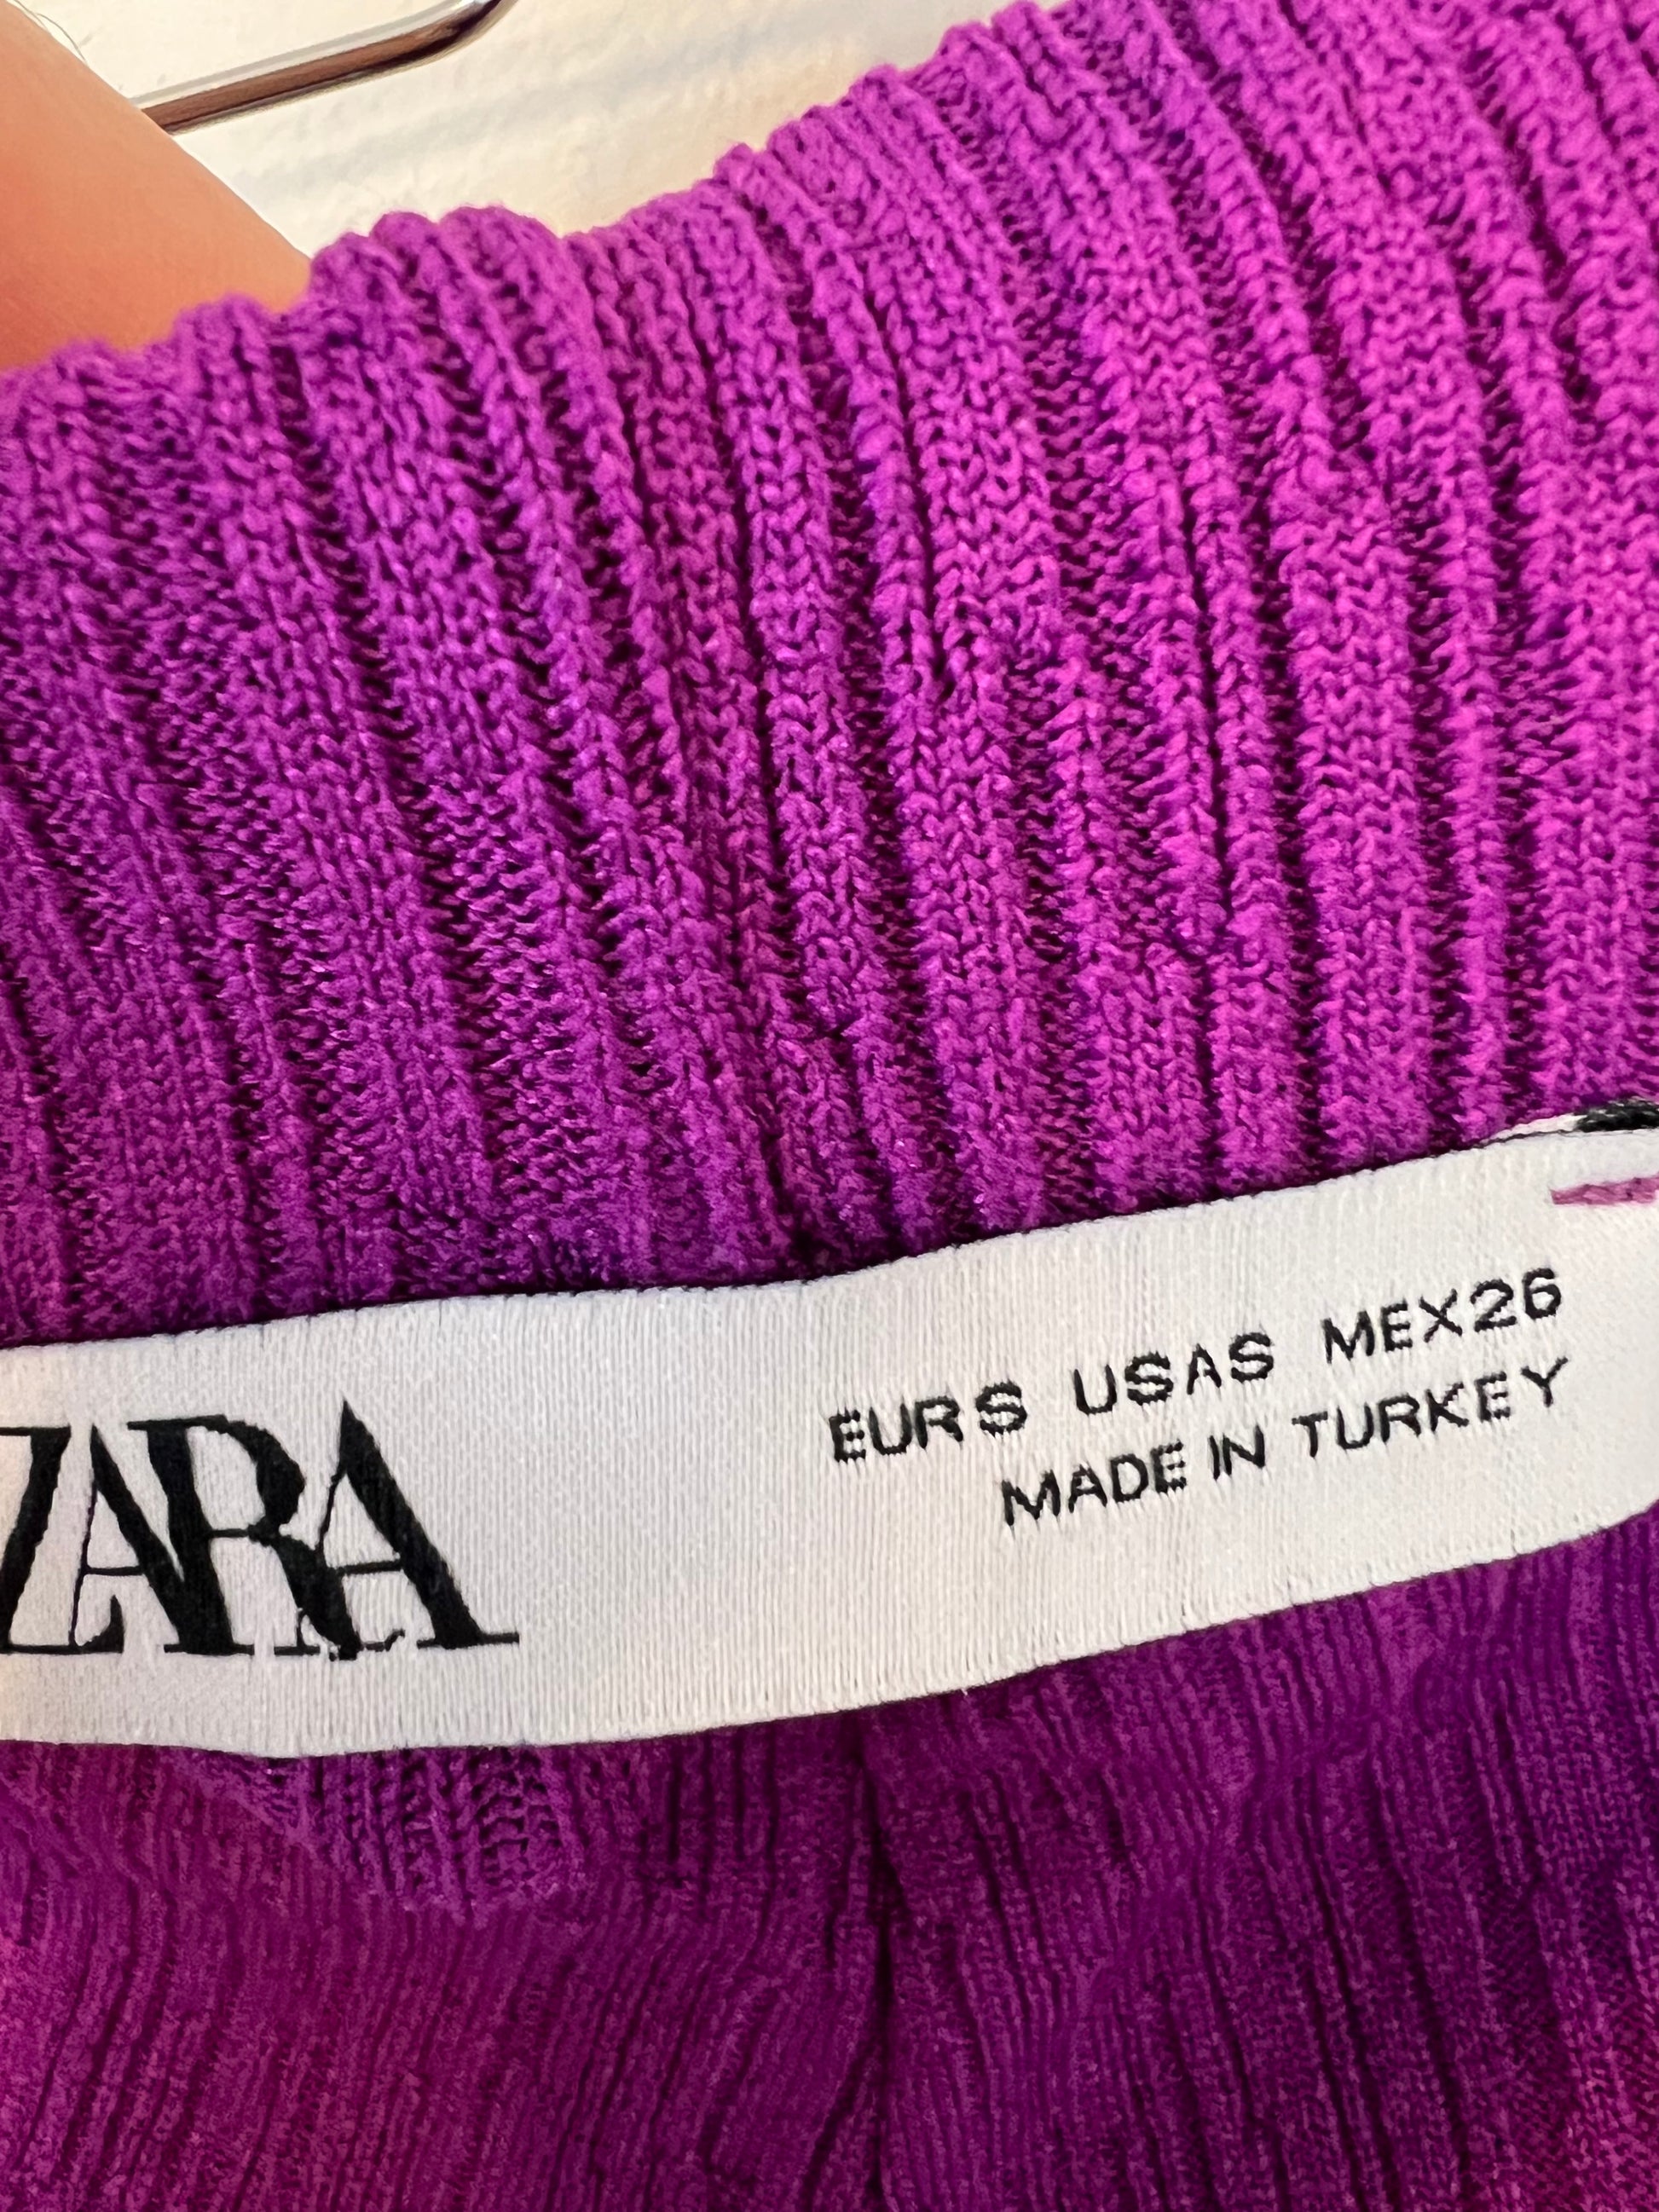 ZARA
EUR S USA S MEX 26
MADE IN TURKEY